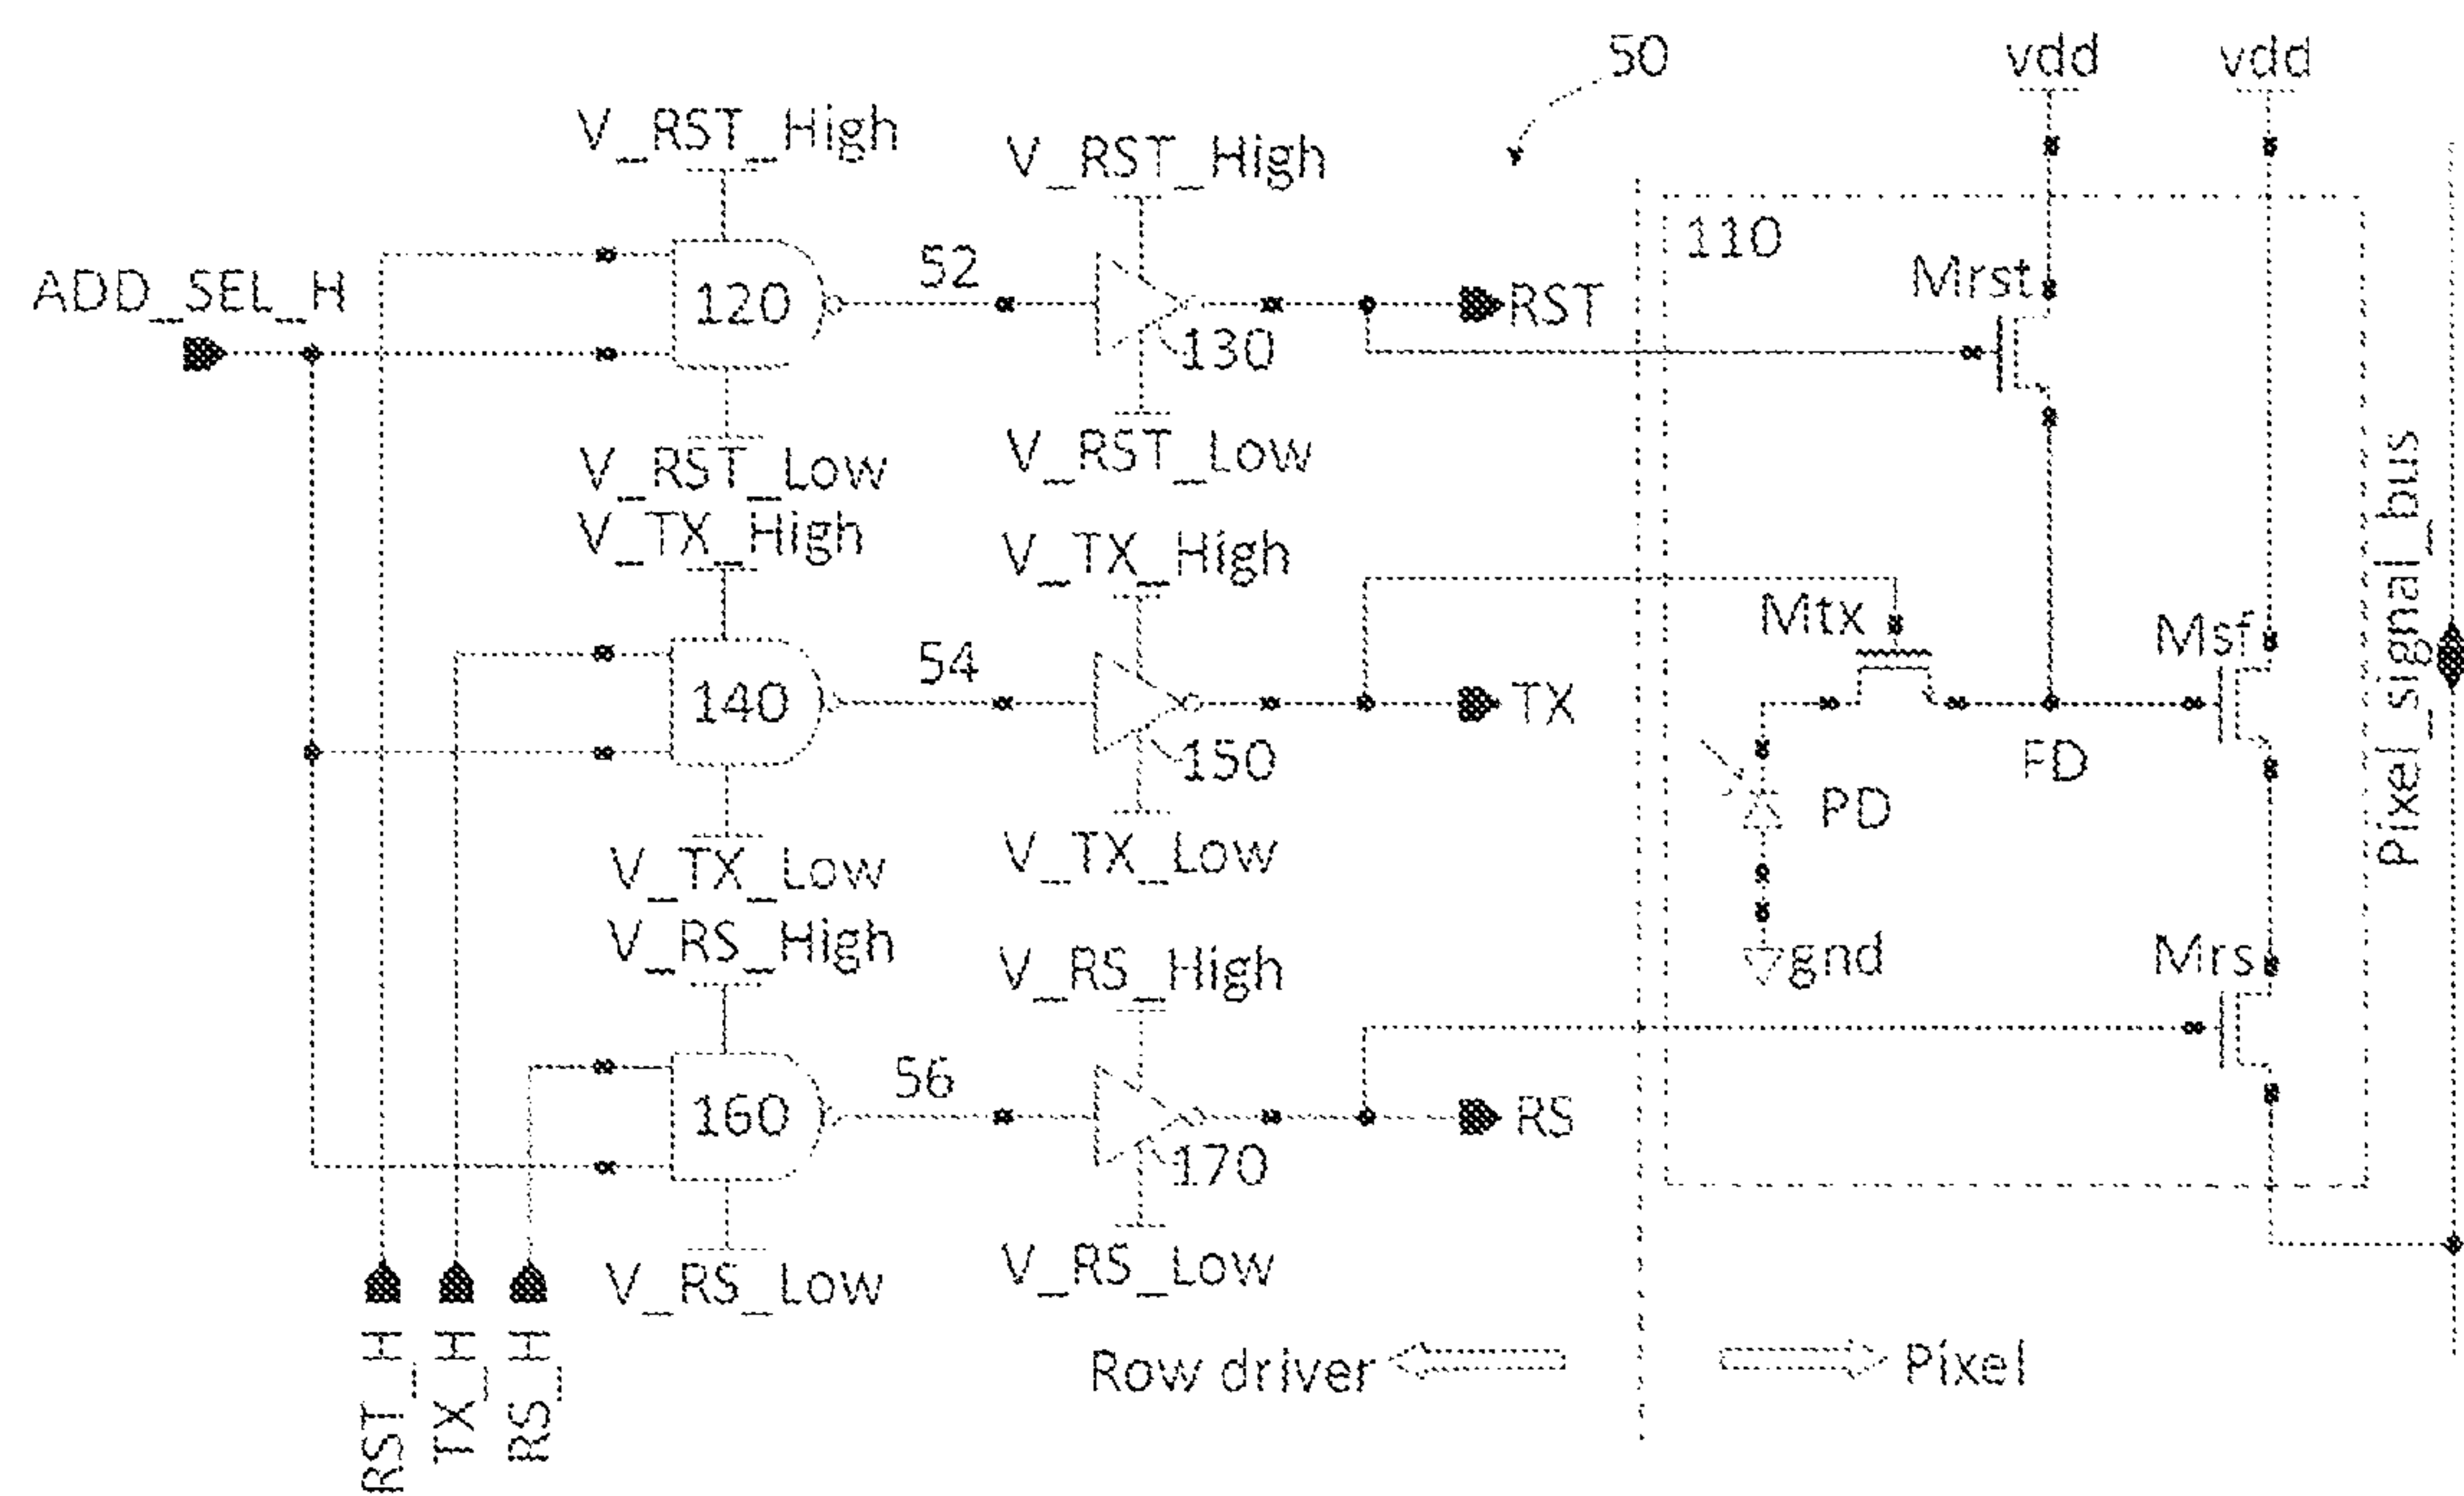 50
vdd
vdd
V_RST_High
V_RST_High
110
ADD_SEL_H
120
52
130
RST
Mrst
V_RST_Low
V_RST_Low
V_TX_High
V_TX_High
Pixel_signal_bus
140
54
150
TX
Mtx
Msf
FD
PD
V_TX_Low
V_TX_Low
V_RS_High
V_RS_High
gnd
Mrs
160
56
170
RS
V_RS_Low
V_RS_Low
RST_H
TX_H
RS_H
Row driver
Pixel